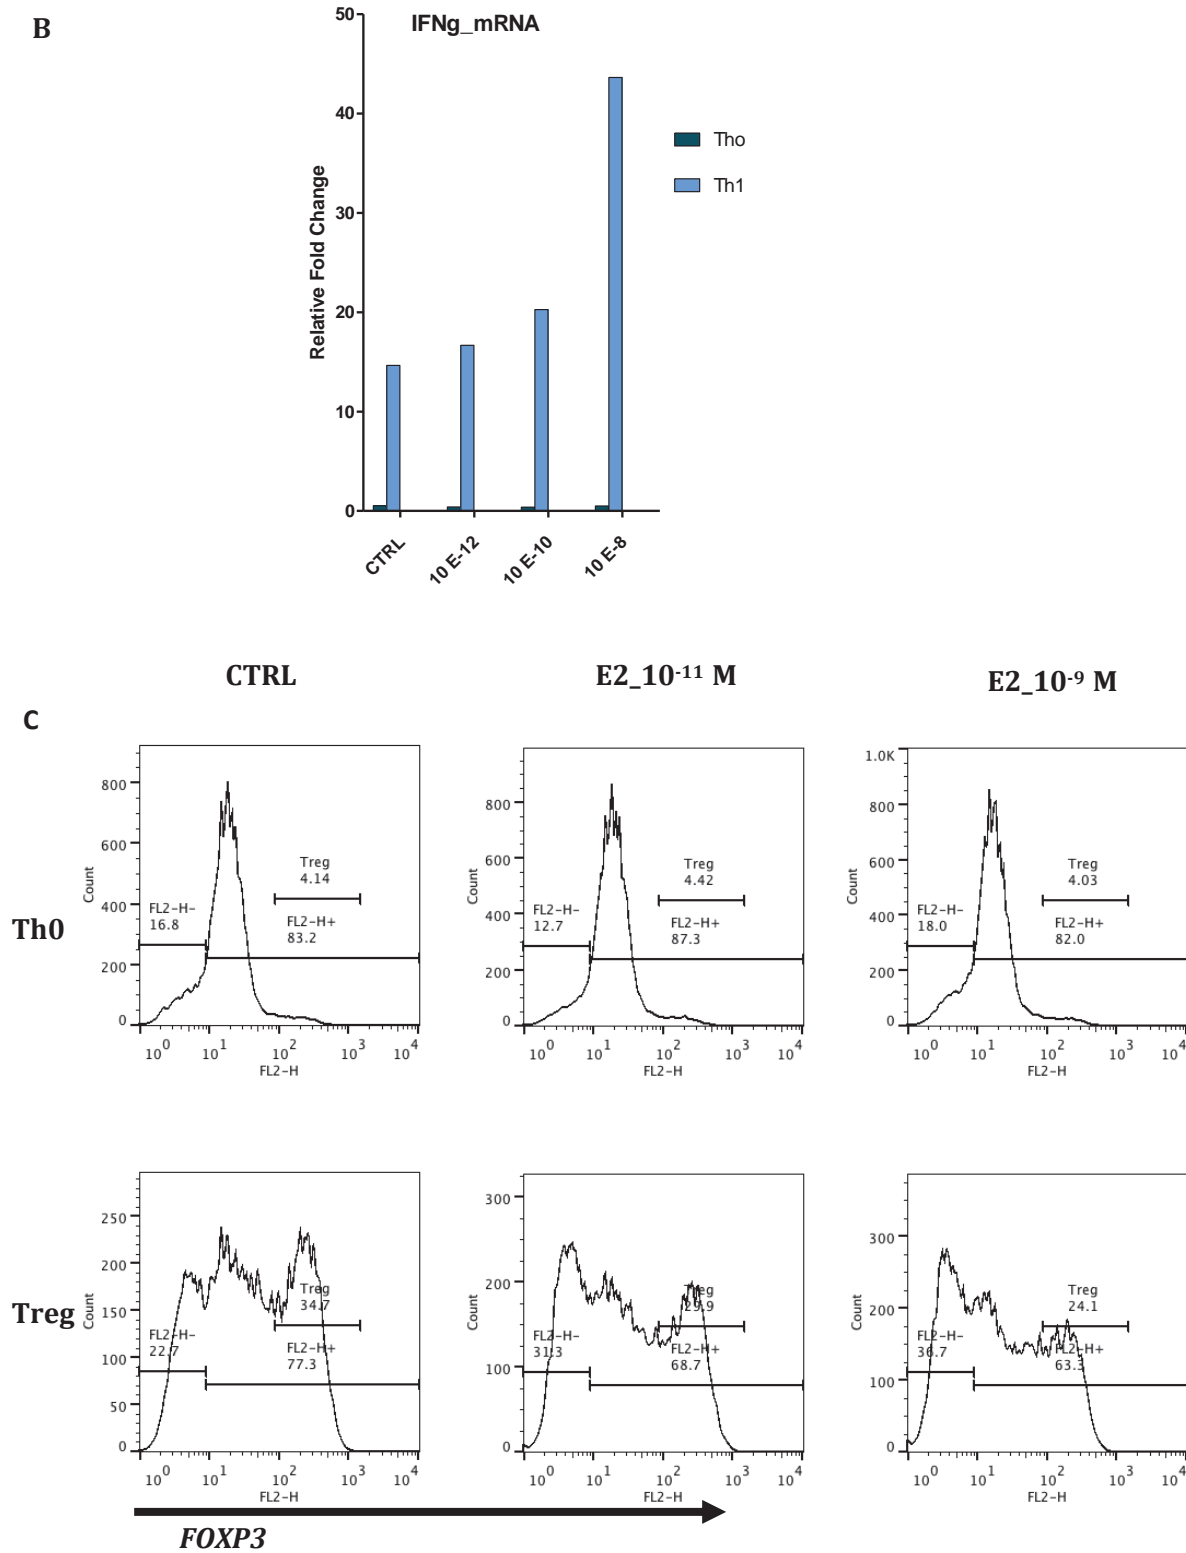 B
IFNg_mRNA
50
40
30
20
10
0
Relative Fold Change
Tho
Th1
CTRL
10 E-12
10 E-10
10 E-8
CTRL
E2_10-11 M
E2_10-9 M
C
Th0
800
600
400
200
0
Count
FL2-H-
16.8
Treg
4.14
FL2-H+
83.2
10^0 10^1 10^2 10^3 10^4
FL2-H
800
600
400
200
0
Count
FL2-H-
12.7
Treg
4.42
FL2-H+
87.3
10^0 10^1 10^2 10^3 10^4
FL2-H
1.0K
800
600
400
200
0
Count
FL2-H-
18.0
Treg
4.03
FL2-H+
82.0
10^0 10^1 10^2 10^3 10^4
FL2-H
Treg
250
200
150
100
50
0
Count
FL2-H-
22.7
Treg
34.7
FL2-H+
77.3
10^0 10^1 10^2 10^3 10^4
FL2-H
300
200
100
0
Count
FL2-H-
31.3
Treg
29.9
FL2-H+
68.7
10^0 10^1 10^2 10^3 10^4
FL2-H
300
200
100
0
Count
FL2-H-
36.7
Treg
24.1
FL2-H+
63.3
10^0 10^1 10^2 10^3 10^4
FL2-H
FOXP3